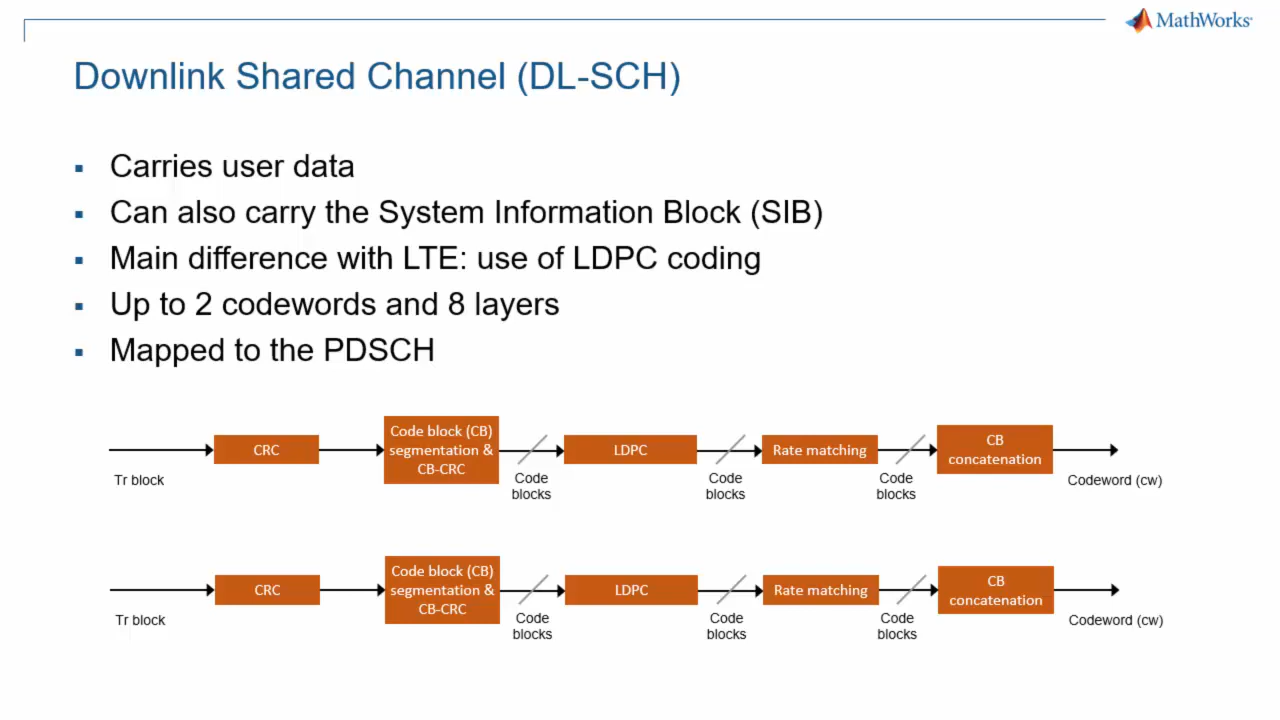 MathWorks
Downlink Shared Channel (DL-SCH)
Carries user data
Can also carry the System Information Block (SIB)
Main difference with LTE: use of LDPC coding
Up to 2 codewords and 8 layers
Mapped to the PDSCH
Tr block
CRC
Code block (CB)
segmentation &
CB-CRC
Code
blocks
LDPC
Code
blocks
Rate matching
Code
blocks
CB
concatenation
Codeword (cw)
Tr block
CRC
Code block (CB)
segmentation &
CB-CRC
Code
blocks
LDPC
Code
blocks
Rate matching
Code
blocks
CB
concatenation
Codeword (cw)